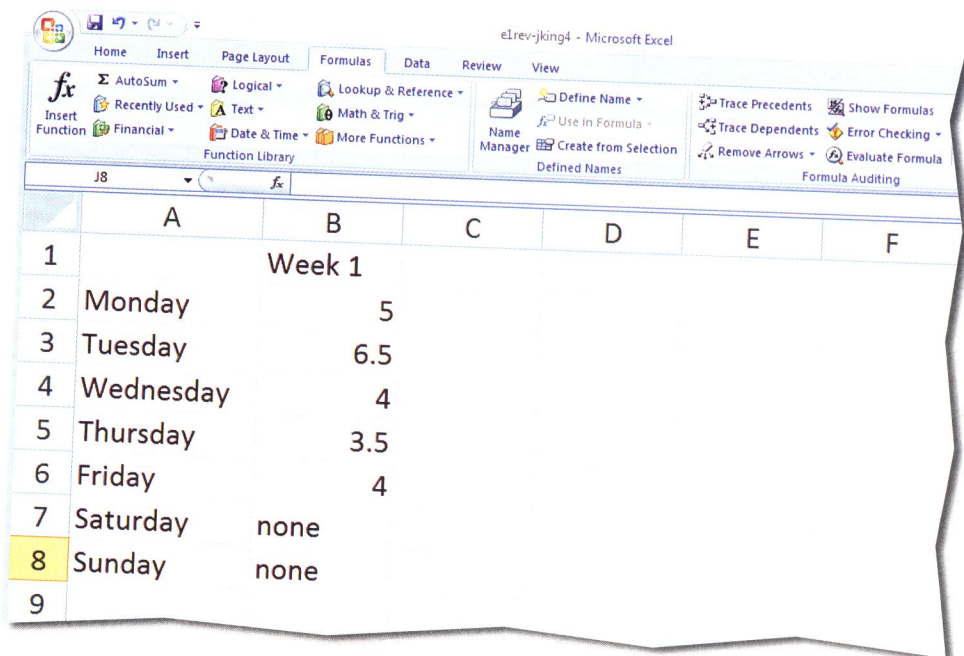 e1rev-jking4 - Microsoft Excel
Home Insert Page Layout Formulas Data Review View
fx Insert Function
Σ AutoSum
Recently Used
Financial
Logical
Text
Date & Time
Lookup & Reference
Math & Trig
More Functions
Function Library
Name Manager
Define Name
Use in Formula
Create from Selection
Defined Names
Trace Precedents
Trace Dependents
Remove Arrows
Show Formulas
Error Checking
Evaluate Formula
Formula Auditing
J8 fx
A B C D E F
1 Week 1
2 Monday 5
3 Tuesday 6.5
4 Wednesday 4
5 Thursday 3.5
6 Friday 4
7 Saturday none
8 Sunday none
9